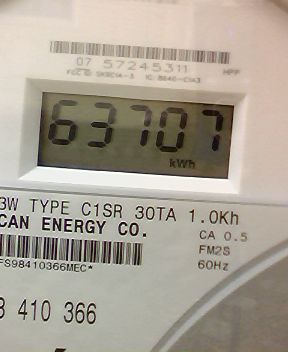 07 57245311
HPF
63707
kWh
3W TYPE C1SR 30TA 1.0Kh
CAN ENERGY CO.
CA 0.5
FM2S
FS98410366MEC*
60Hz
410 366